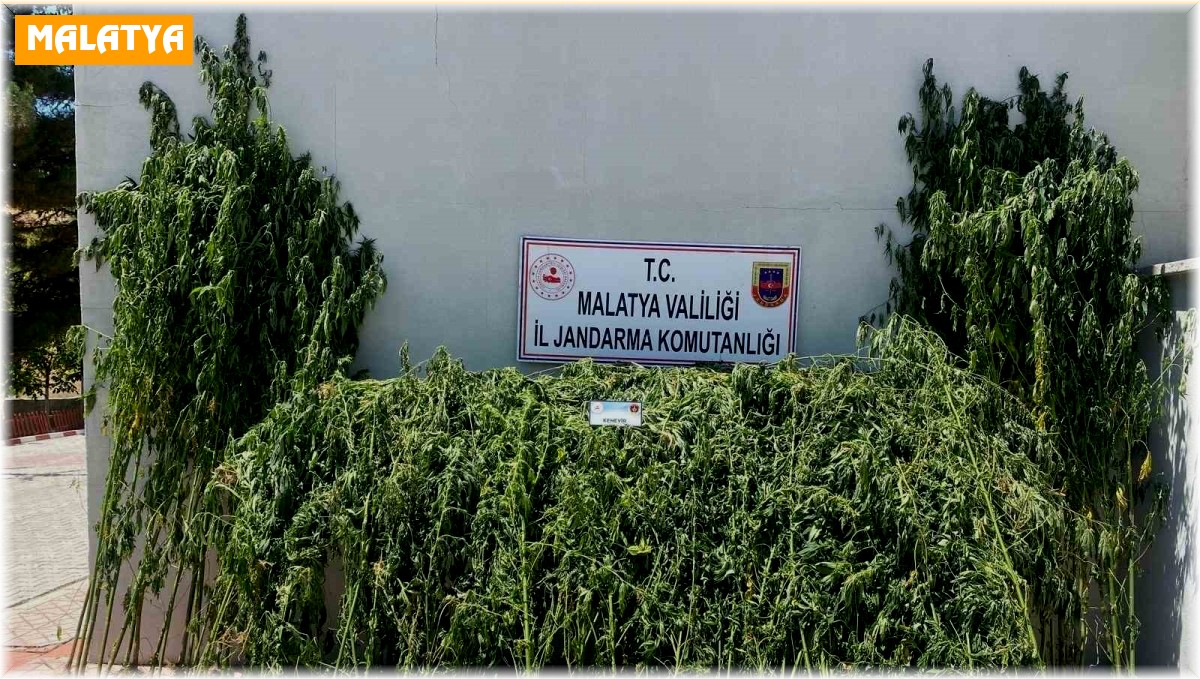 MALATYA
T.C.
MALATYA VALİLİĞİ
İL JANDARMA KOMUTANLIĞI
KENEVİR